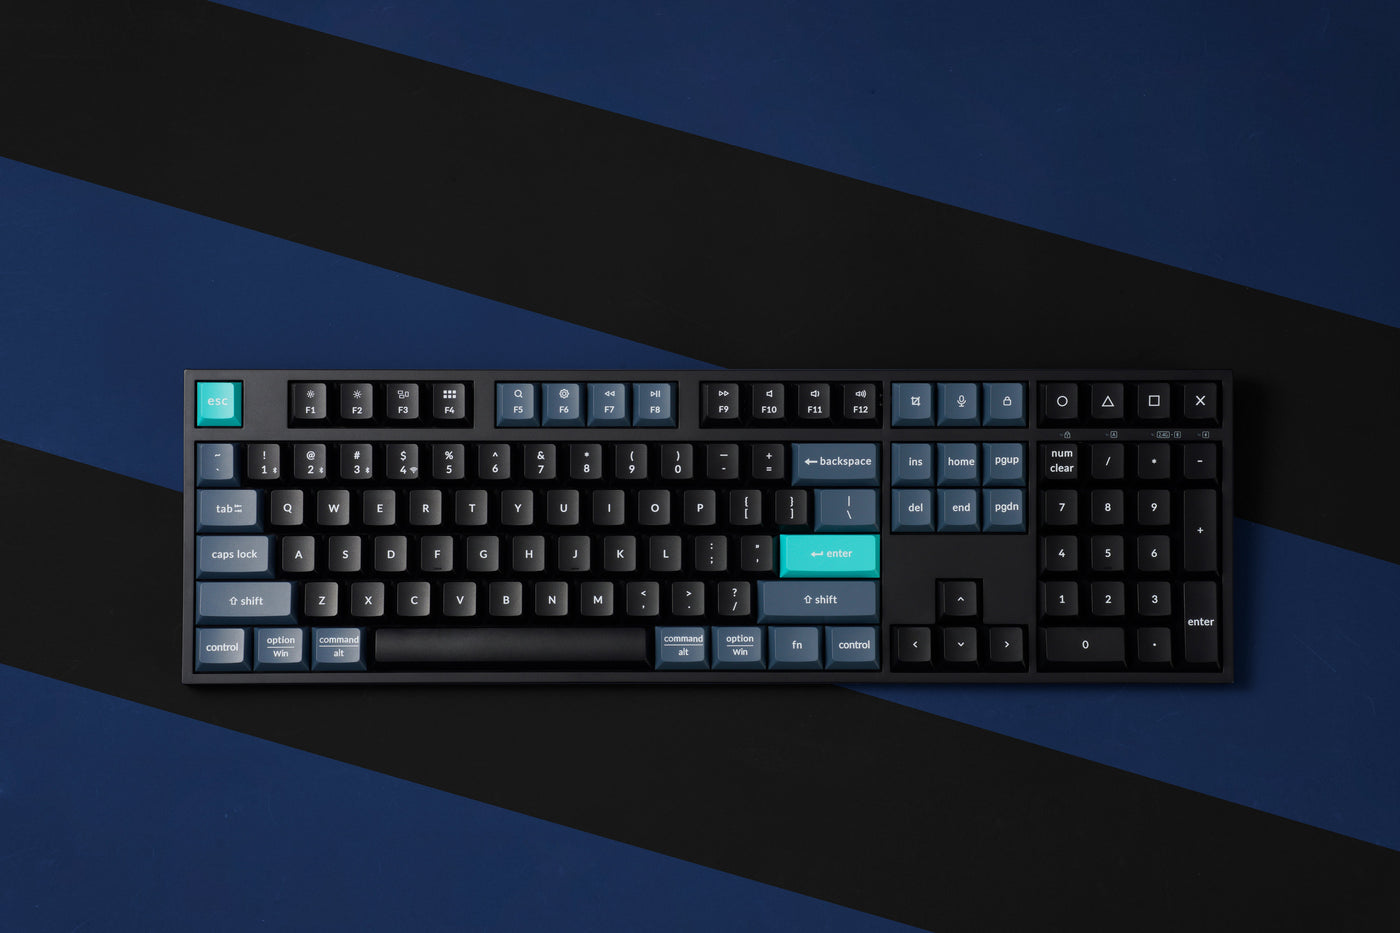 esc F1 F2 F3 F4 F5 F6 F7 F8 F9 F10 F11 F12
~ ! @ # $ % ^ & * ( ) — +
` 1 2 3 4 5 6 7 8 9 0 - = backspace
ins home pgup
num
clear
/ * -
tab Q W E R T Y U I O P { [ } ] | \
del end pgdn
7 8 9 +
caps lock A S D F G H J K L : ; " ' enter
4 5 6
shift Z X C V B N M < , > . ? / shift
1 2 3 enter
control option command command option fn control
Win alt alt Win
0 .